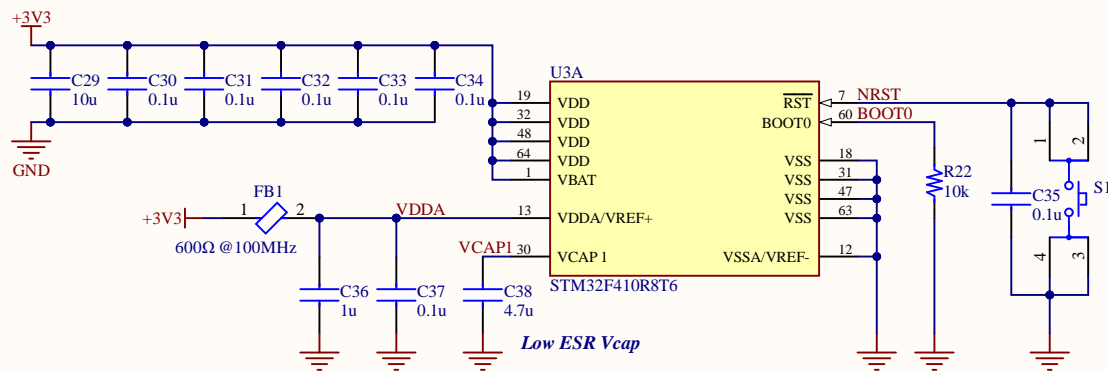 +3V3
C29
10u
C30
0.1u
C31
0.1u
C32
0.1u
C33
0.1u
C34
0.1u
GND
U3A
19
VDD
32
VDD
48
VDD
64
VDD
1
VBAT
13
VDDA/VREF+
30
VCAP 1
RST
7
NRST
BOOT0
60
BOOT0
VSS
18
VSS
31
VSS
47
VSS
63
VSSA/VREF-
12
STM32F410R8T6
+3V3
1
FB1
2
600Ω @100MHz
VDDA
VCAP1
C36
1u
C37
0.1u
C38
4.7u
Low ESR Vcap
R22
10k
C35
0.1u
1
2
S1
4
3